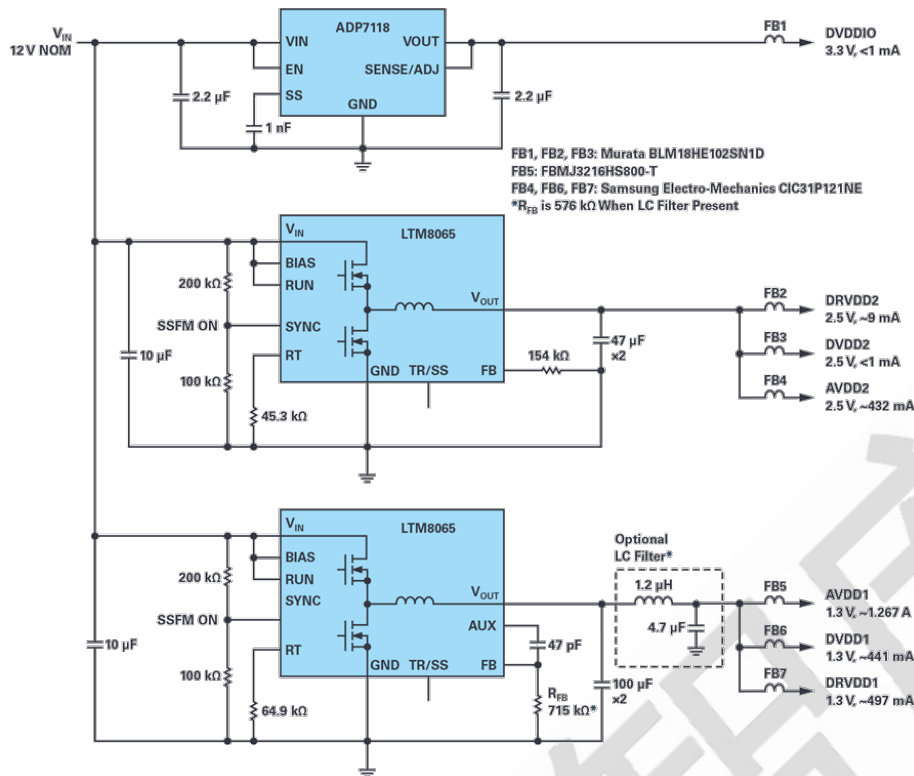 VIN
12 V NOM
ADP7118
VIN
VOUT
EN
SENSE/ADJ
SS
GND
2.2 µF
1 nF
2.2 µF
FB1
DVDDIO
3.3 V, <1 mA
FB1, FB2, FB3: Murata BLM18HE102SN1D
FB5: FBMJ3216HS800-T
FB4, FB6, FB7: Samsung Electro-Mechanics CIC31P121NE
*RFB is 576 kΩ When LC Filter Present
VIN
LTM8065
BIAS
RUN
200 kΩ
VOUT
SSFM ON
SYNC
RT
10 µF
100 kΩ
45.3 kΩ
GND
TR/SS
FB
154 kΩ
47 µF
×2
FB2
DRVDD2
2.5 V, ~9 mA
FB3
DVDD2
2.5 V, <1 mA
FB4
AVDD2
2.5 V, ~432 mA
VIN
LTM8065
BIAS
RUN
200 kΩ
SYNC
VOUT
SSFM ON
AUX
RT
10 µF
100 kΩ
64.9 kΩ
GND
TR/SS
FB
47 pF
RFB
715 kΩ*
100 µF
×2
Optional
LC Filter*
1.2 µH
4.7 µF
FB5
AVDD1
1.3 V, ~1.267 A
FB6
DVDD1
1.3 V, ~441 mA
FB7
DRVDD1
1.3 V, ~497 mA